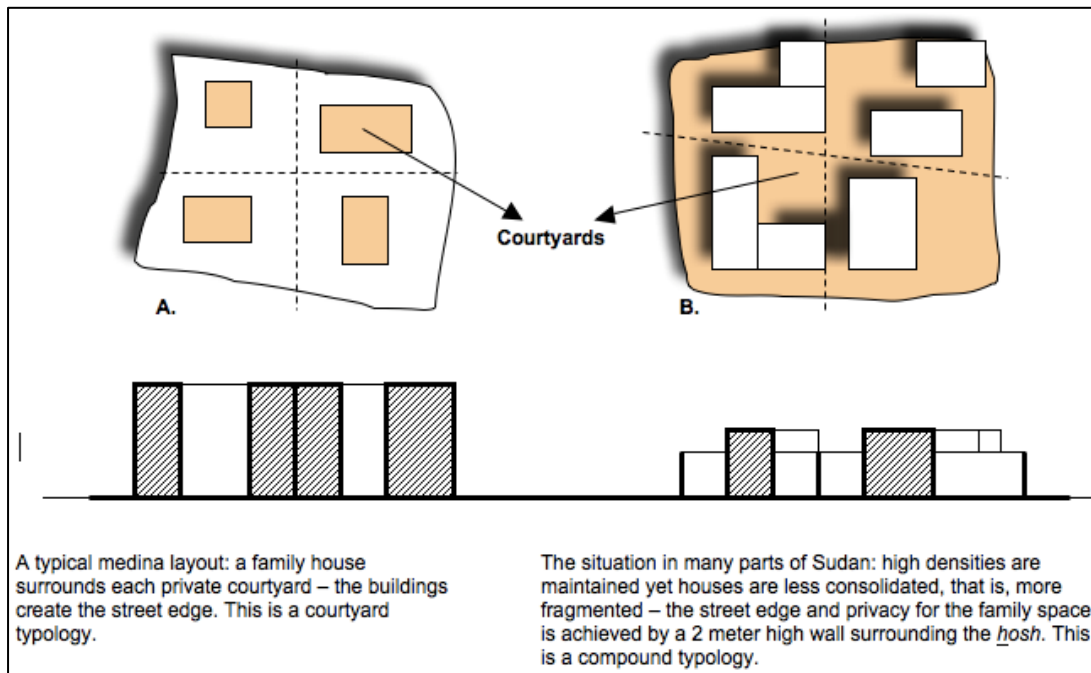 Courtyards
A.
B.
A typical medina layout: a family house
surrounds each private courtyard – the buildings
create the street edge. This is a courtyard
typology.
The situation in many parts of Sudan: high densities are
maintained yet houses are less consolidated, that is, more
fragmented – the street edge and privacy for the family space
is achieved by a 2 meter high wall surrounding the hosh. This
is a compound typology.